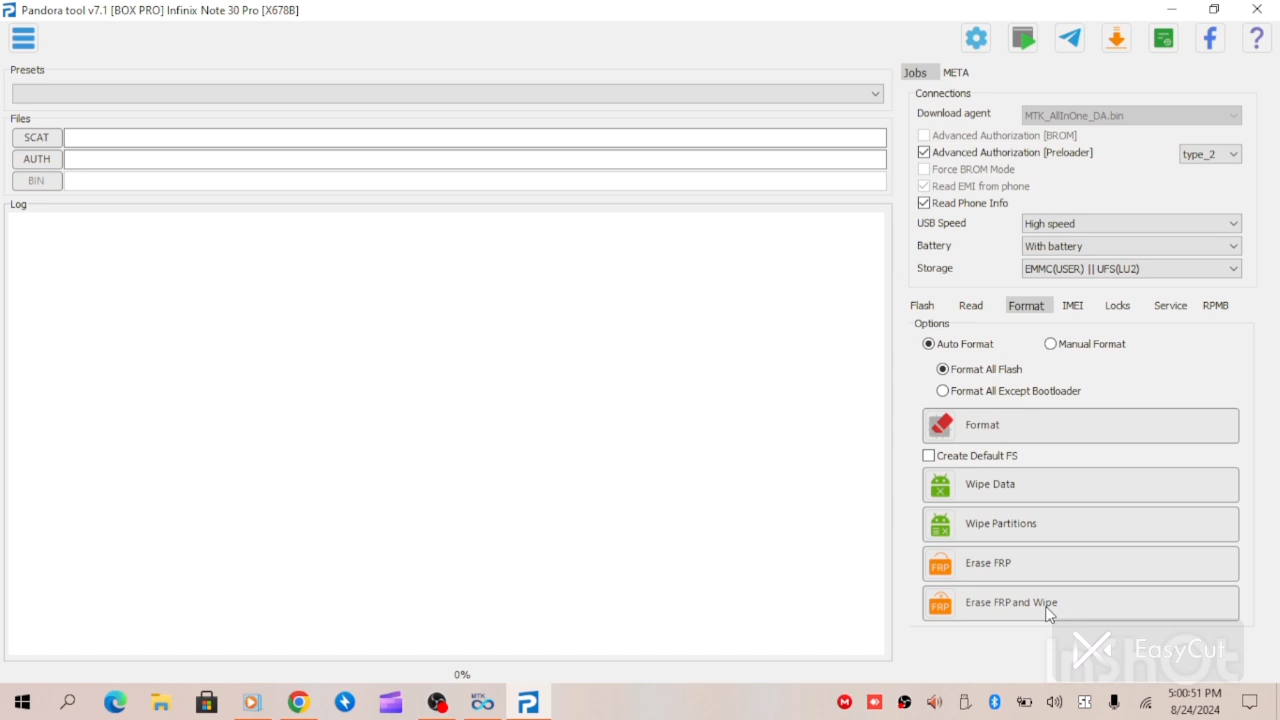 Pandora tool v7.1 [BOX PRO] Infinix Note 30 Pro [X678B]
Presets
Files
SCAT
AUTH
BIN
Log
0%
Jobs META
Connections
Download agent MTK_AllInOne_DA.bin
Advanced Authorization [BROM]
Advanced Authorization [Preloader] type_2
Force BROM Mode
Read EMI from phone
Read Phone Info
USB Speed High speed
Battery With battery
Storage EMMC(USER) || UFS(LU2)
Flash Read Format IMEI Locks Service RPMB
Options
Auto Format Manual Format
Format All Flash
Format All Except Bootloader
Format
Create Default FS
Wipe Data
Wipe Partitions
FRP Erase FRP
FRP Erase FRP and Wipe
InShot
EasyCut
MTK
5:00:51 PM
8/24/2024